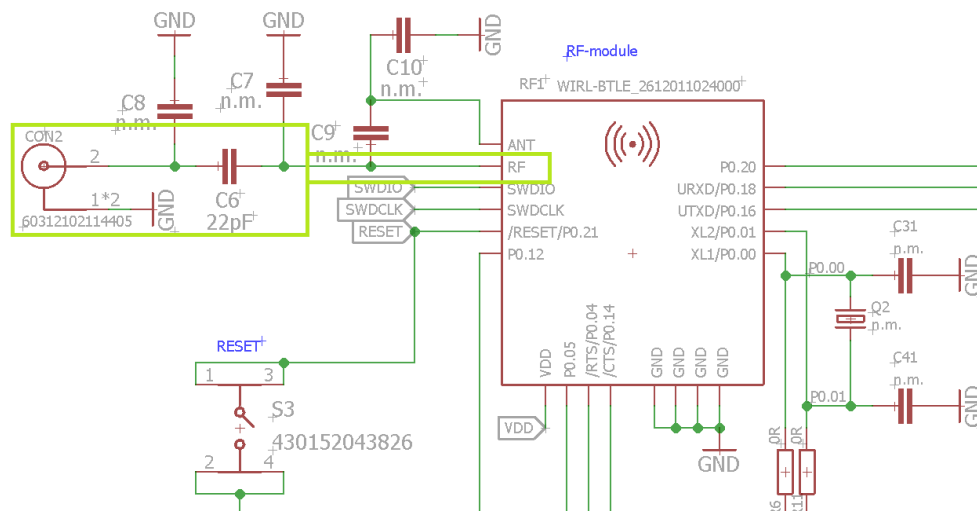 GND
GND
GND
C10
n.m.
RF-module
RF1
WIRL-BTLE_2612011024000
C7
n.m.
C8
n.m.
C9
n.m.
CON2
2
1*2
60312102114405
GND
C6
22pF
ANT
RF
SWDIO
SWDCLK
/RESET/P0.21
P0.12
SWDIO
SWDCLK
RESET
P0.20
URXD/P0.18
UTXD/P0.16
XL2/P0.01
XL1/P0.00
C31
n.m.
GND
P0.00
Q2
n.m.
C41
n.m.
GND
P0.01
VDD
P0.05
/RTS/P0.04
/CTS/P0.14
GND
GND
GND
GND
VDD
GND
RESET
1
3
S3
430152043826
2
4
0R
0R
R11